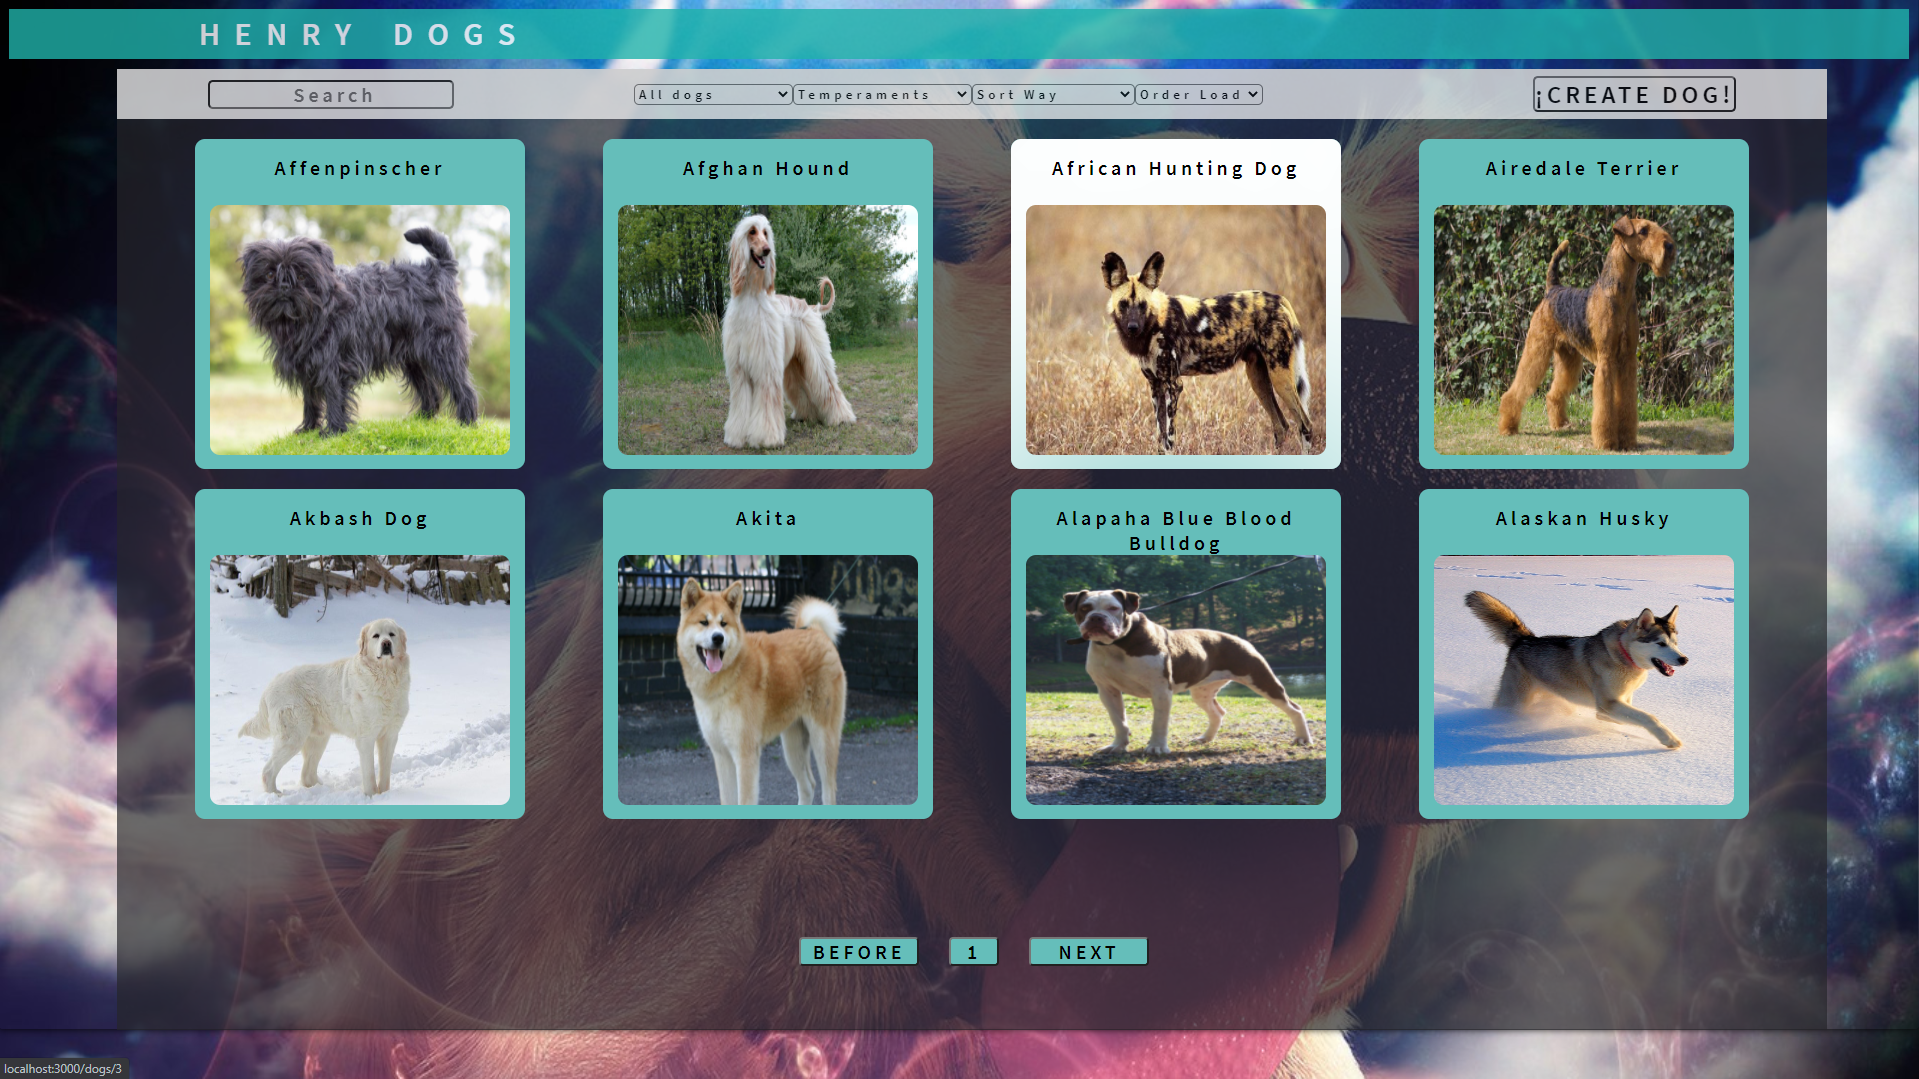 HENRY DOGS
Search
All dogs
Temperaments
Sort Way
Order Load
¡CREATE DOG!
Affenpinscher
Afghan Hound
African Hunting Dog
Airedale Terrier
Akbash Dog
Akita
Alapaha Blue Blood
Bulldog
Alaskan Husky
BEFORE
1
NEXT
localhost:3000/dogs/3